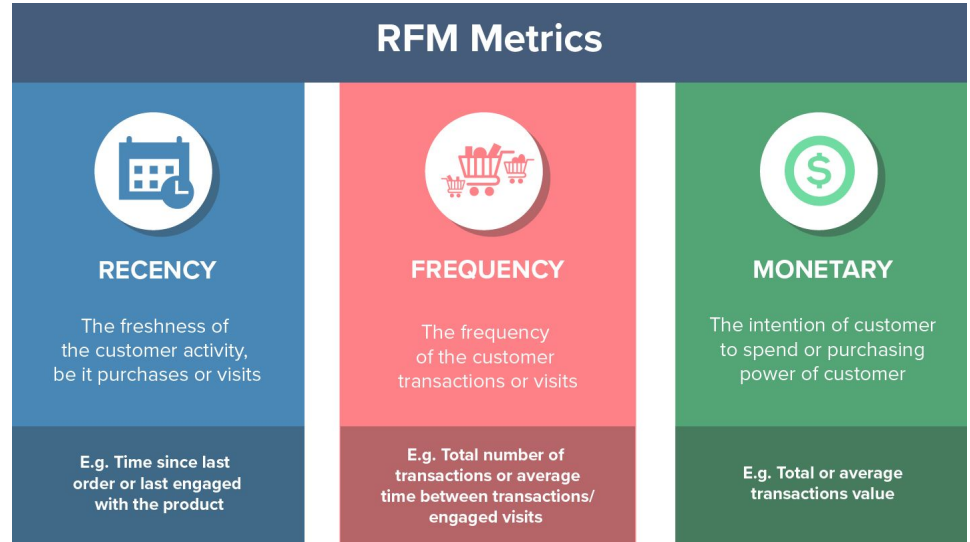 RFM Metrics
RECENCY
The freshness of
the customer activity,
be it purchases or visits
E.g. Time since last
order or last engaged
with the product
FREQUENCY
The frequency
of the customer
transactions or visits
E.g. Total number of
transactions or average
time between transactions/
engaged visits
$
MONETARY
The intention of customer
to spend or purchasing
power of customer
E.g. Total or average
transactions value